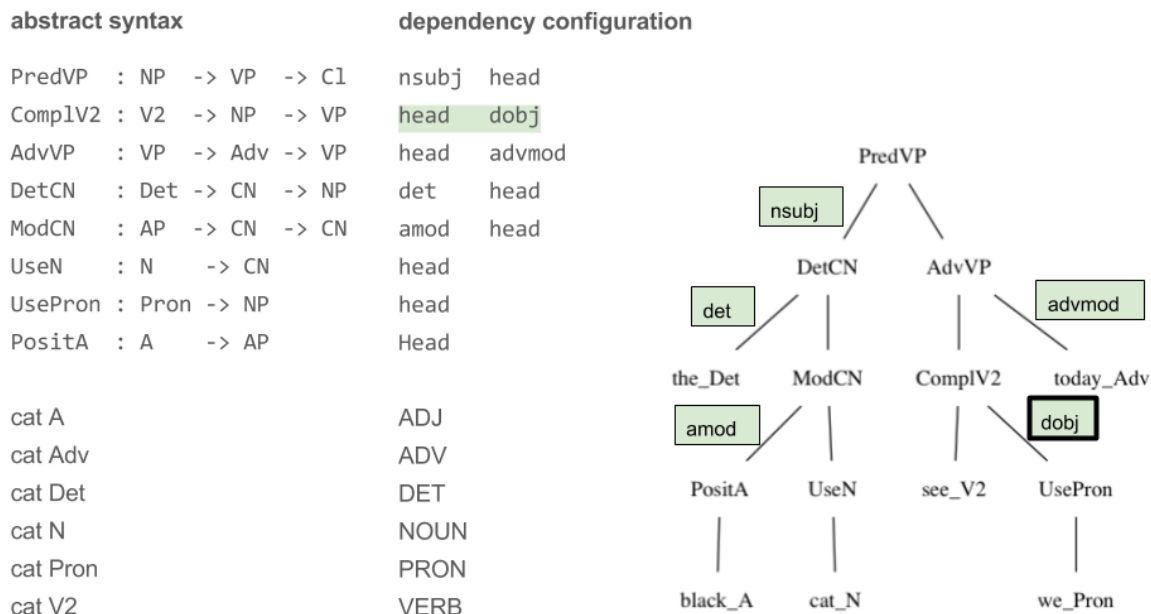 abstract syntax dependency configuration
PredVP : NP -> VP -> Cl nsubj head
ComplV2 : V2 -> NP -> VP head dobj
AdvVP : VP -> Adv -> VP head advmod
DetCN : Det -> CN -> NP det head
ModCN : AP -> CN -> CN amod head
UseN : N -> CN head
UsePron : Pron -> NP head
PositA : A -> AP Head
cat A ADJ
cat Adv ADV
cat Det DET
cat N NOUN
cat Pron PRON
cat V2 VERB
PredVP
nsubj
DetCN AdvVP
det advmod
the_Det ModCN ComplV2 today_Adv
amod dobj
PositA UseN see_V2 UsePron
black_A cat_N we_Pron